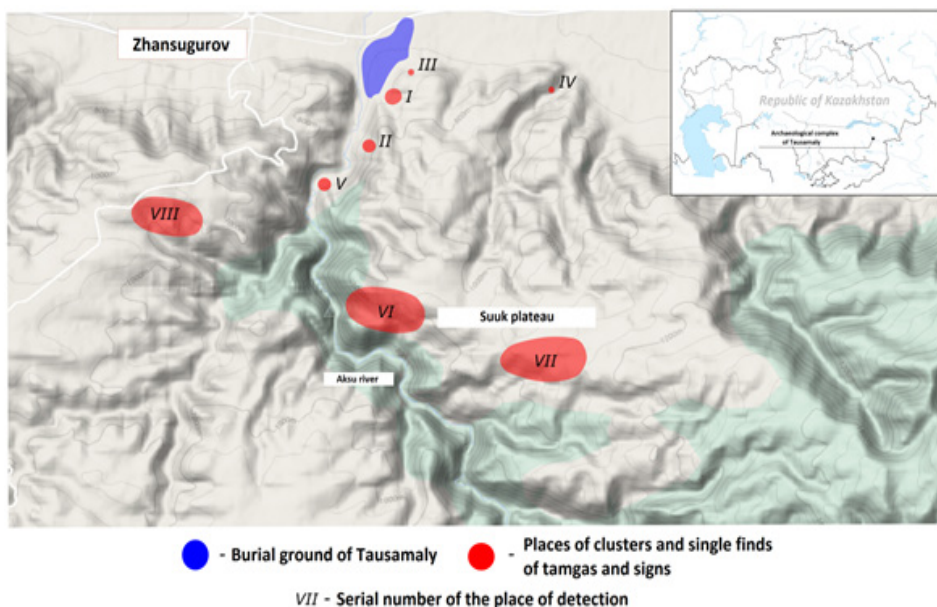 Zhansugurov
III
IV
I
II
V
VIII
VI
Suuk plateau
VII
Aksu river
Republic of Kazakhstan
Archaeological complex
of Tausamaly
- Burial ground of Tausamaly
- Places of clusters and single finds
of tamgas and signs
VII - Serial number of the place of detection